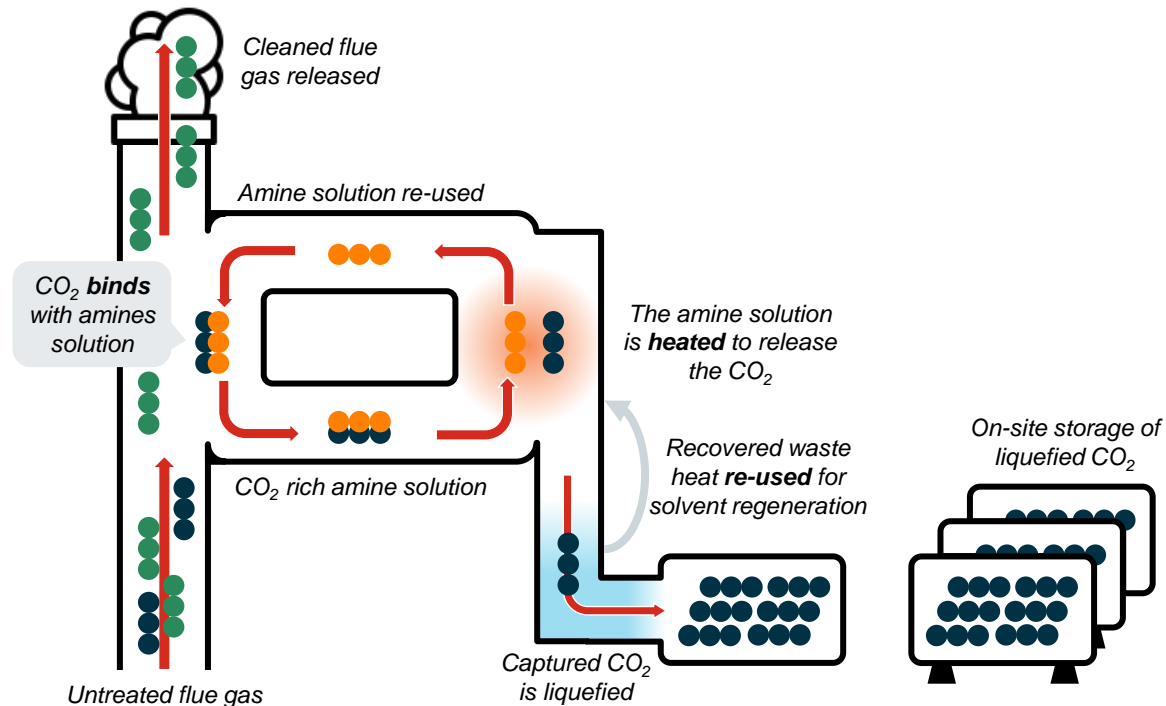 Cleaned flue
gas released
Amine solution re-used
CO₂ binds
with amines
solution
The amine solution
is heated to release
the CO₂
Recovered waste
heat re-used for
solvent regeneration
On-site storage of
liquefied CO₂
CO₂ rich amine solution
Captured CO₂
is liquefied
Untreated flue gas